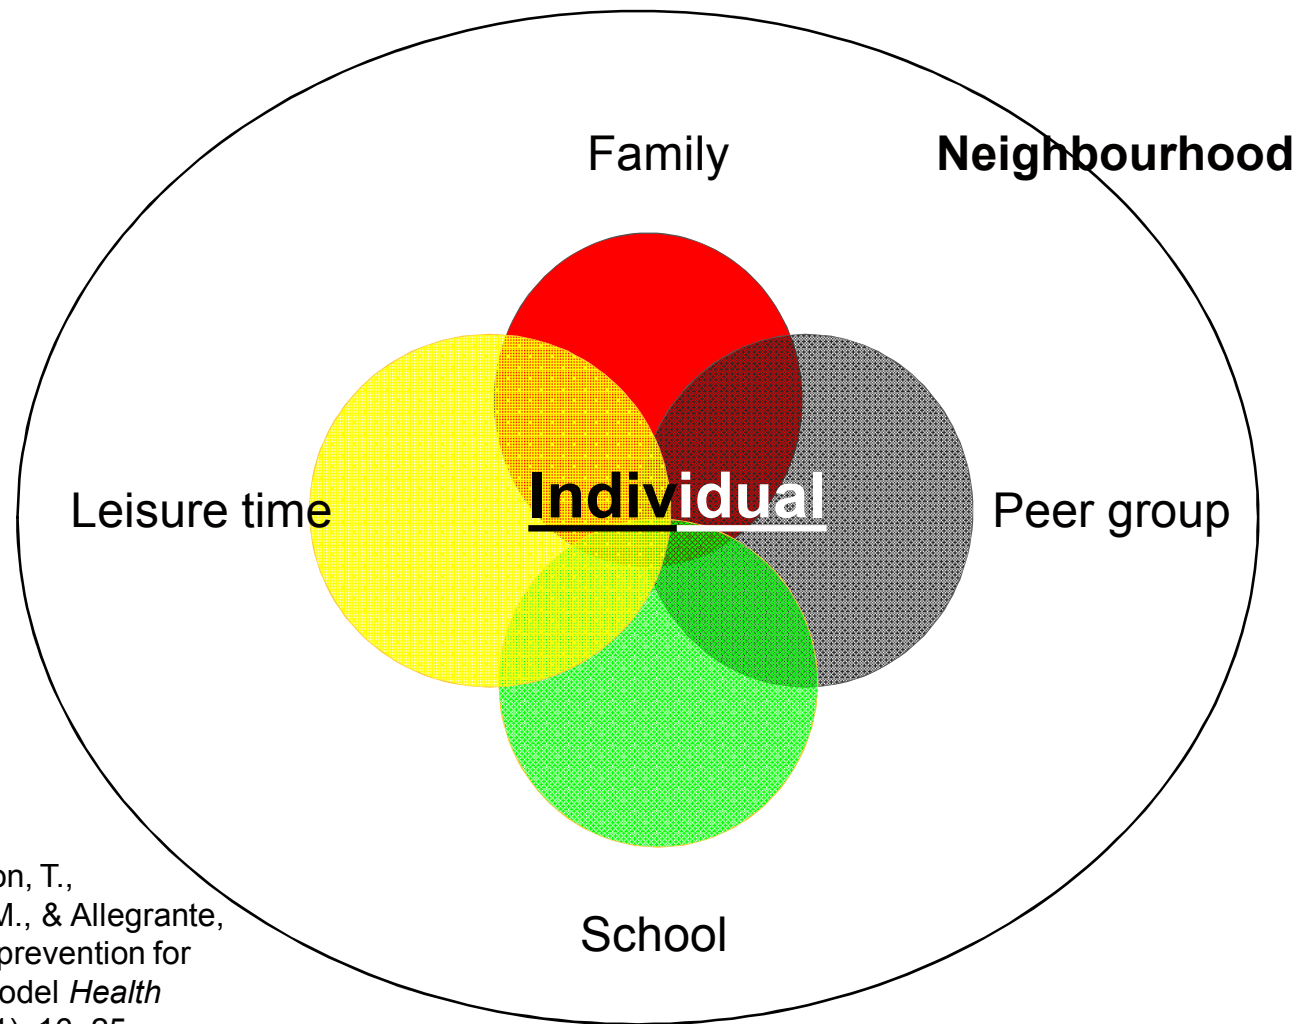 Family
Neighbourhood
Leisure time
Individual
Peer group
School
on, T.,
M., & Allegrante,
prevention for
odel Health